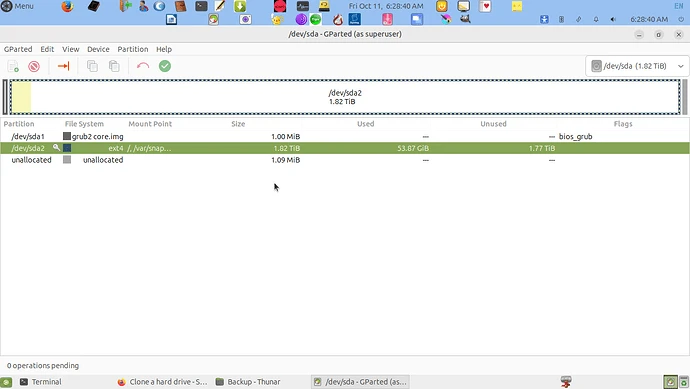 Menu Fri Oct 11, 6:28:40 AM EN
6:28:40 AM
/dev/sda - GParted (as superuser)
GParted Edit View Device Partition Help
/dev/sda (1.82 TiB)
/dev/sda2
1.82 TiB
Partition File System Mount Point Size Used Unused Flags
/dev/sda1 grub2 core.img 1.00 MiB --- --- bios_grub
/dev/sda2 ext4 /, /var/snap... 1.82 TiB 53.87 GiB 1.77 TiB
unallocated unallocated 1.09 MiB --- ---
0 operations pending
Terminal Clone a hard drive - S... Backup - Thunar /dev/sda - GParted (as...